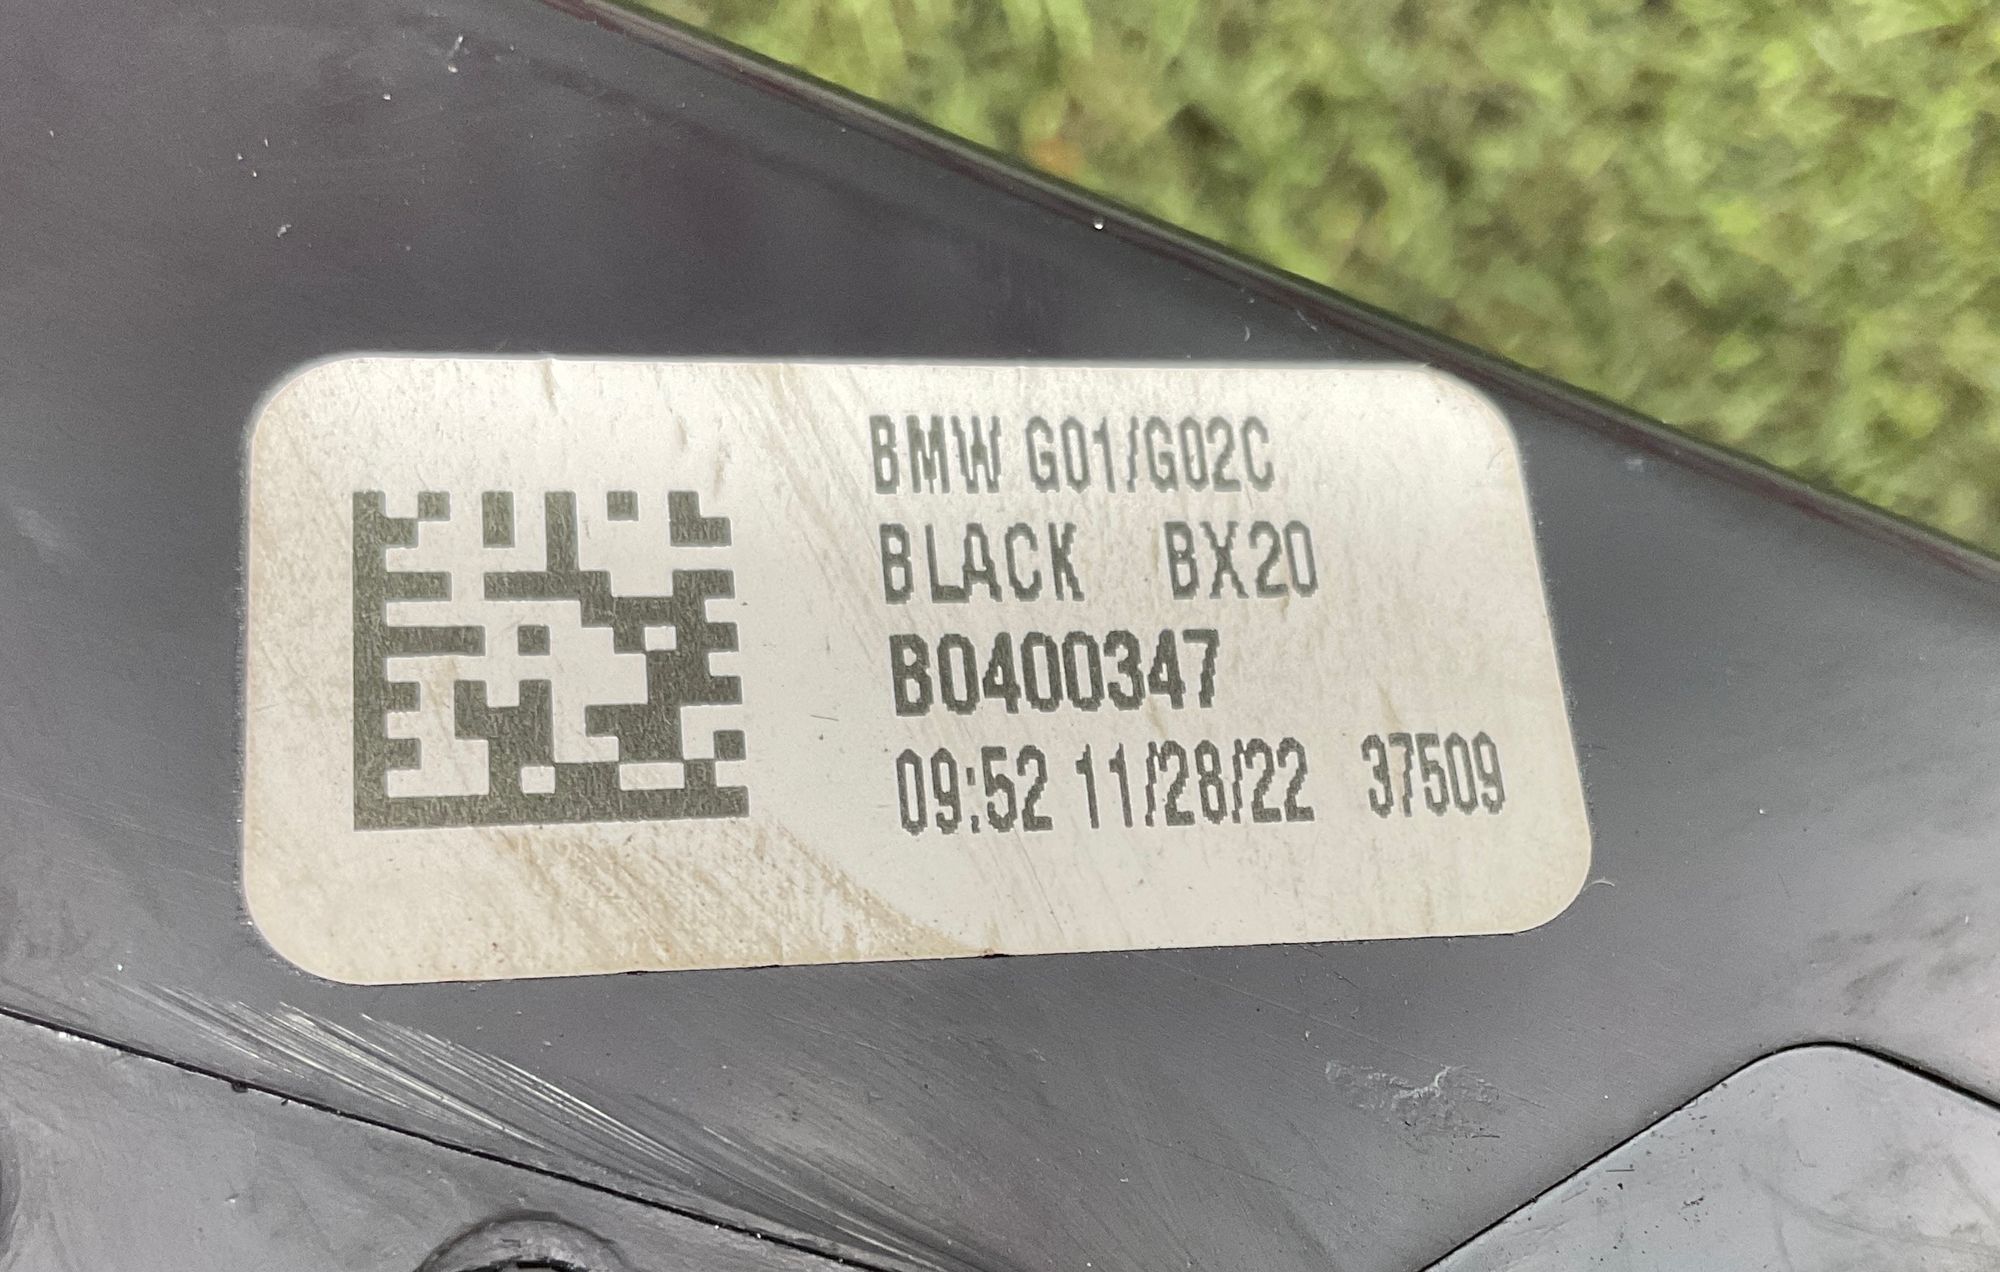 BMW G01/G02C
BLACK BX20
B0400347
09:52 11/28/22 37509